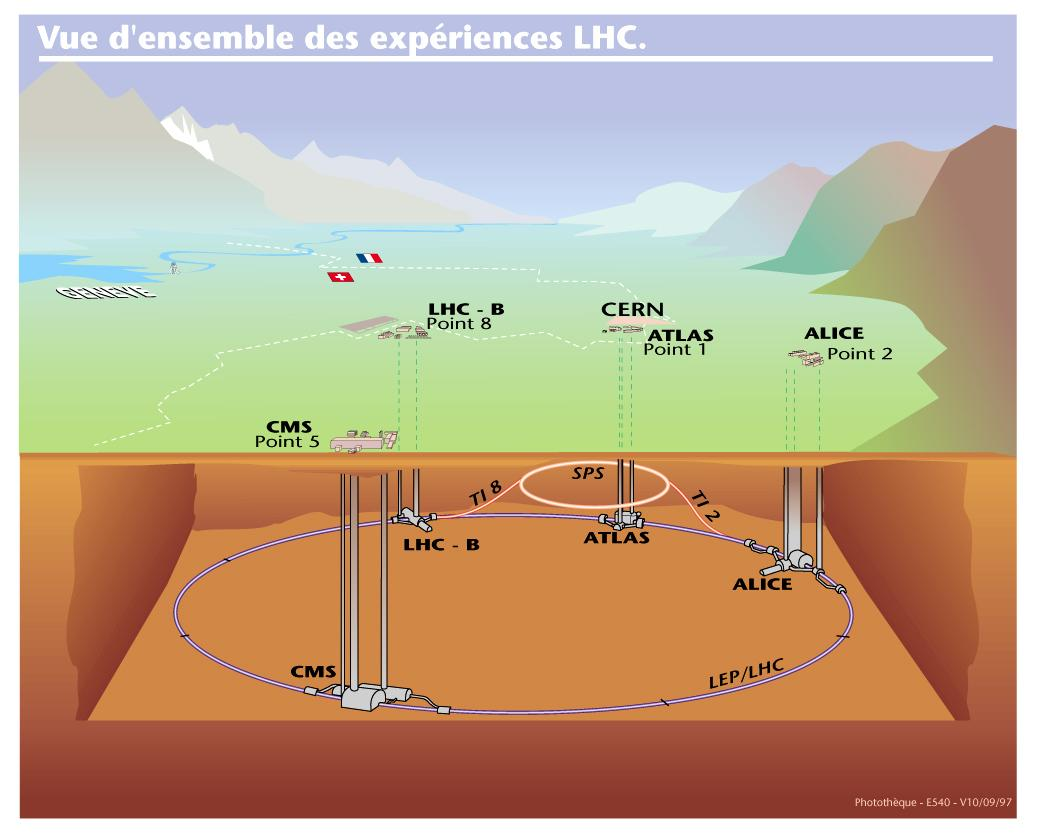 Vue d'ensemble des expériences LHC.
GENEVE
LHC - B
Point 8
CERN
ATLAS
Point 1
ALICE
Point 2
CMS
Point 5
SPS
TI 8
TI 2
LHC - B
ATLAS
ALICE
CMS
LEP/LHC
Photothèque - E540 - V10/09/97